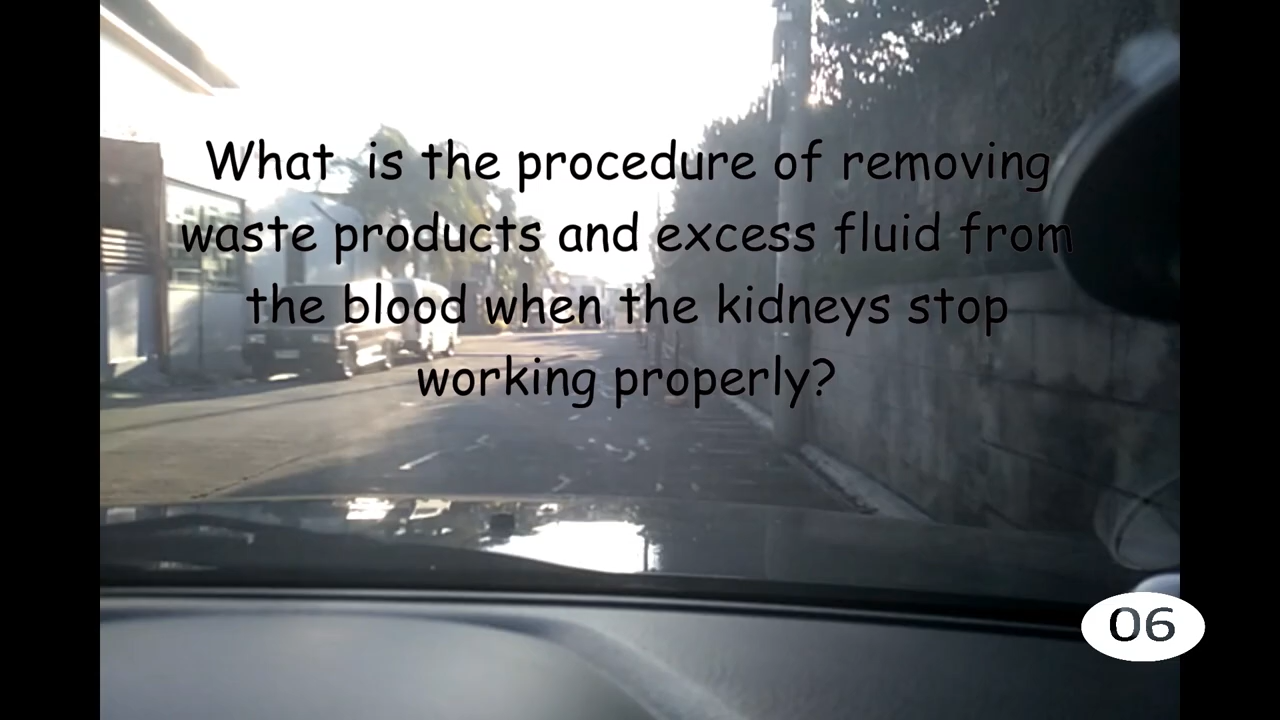 What is the procedure of removing
waste products and excess fluid from
the blood when the kidneys stop
working properly?
06